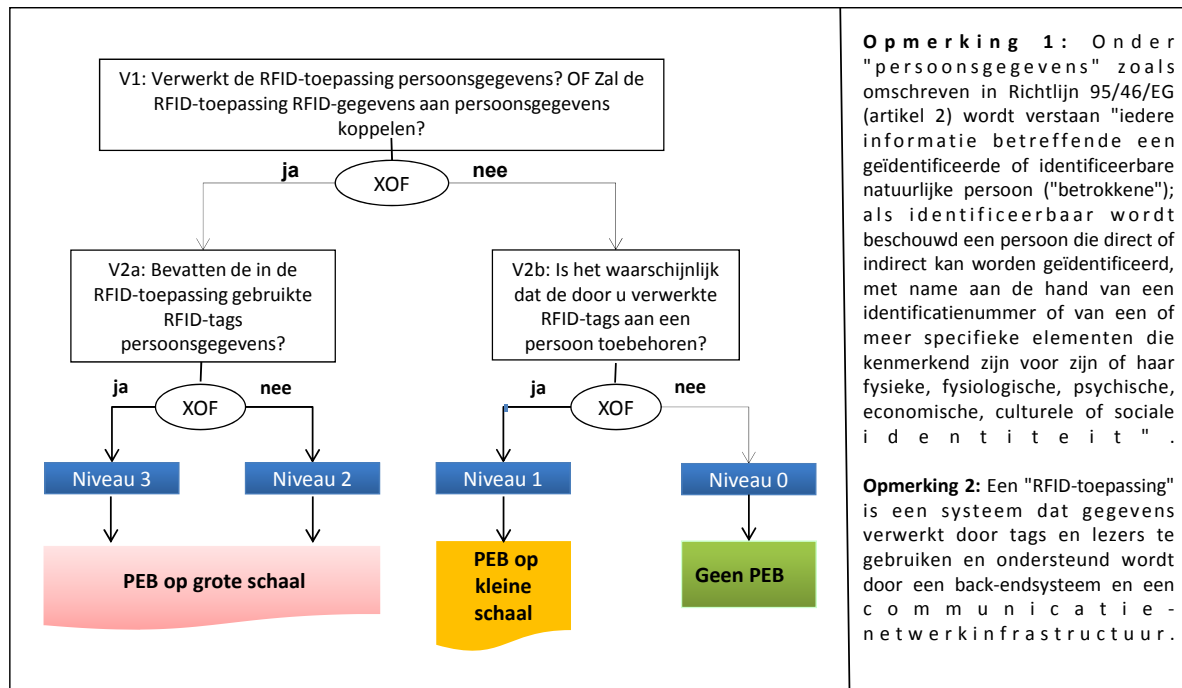 V1: Verwerkt de RFID-toepassing persoonsgegevens? OF Zal de
RFID-toepassing RFID-gegevens aan persoonsgegevens
koppelen?
ja
XOF
nee
V2a: Bevatten de in de
RFID-toepassing gebruikte
RFID-tags
persoonsgegevens?
V2b: Is het waarschijnlijk
dat de door u verwerkte
RFID-tags aan een
persoon toebehoren?
ja
XOF
nee
ja
XOF
nee
Niveau 3
Niveau 2
Niveau 1
Niveau 0
PEB op grote schaal
PEB op
kleine
schaal
Geen PEB
Opmerking 1: Onder
"persoonsgegevens" zoals
omschreven in Richtlijn 95/46/EG
(artikel 2) wordt verstaan "iedere
informatie betreffende een
geïdentificeerde of identificeerbare
natuurlijke persoon ("betrokkene");
als identificeerbaar wordt
beschouwd een persoon die direct of
indirect kan worden geïdentificeerd,
met name aan de hand van een
identificatienummer of van een of
meer specifieke elementen die
kenmerkend zijn voor zijn of haar
fysieke, fysiologische, psychische,
economische, culturele of sociale
identiteit".
Opmerking 2: Een "RFID-toepassing"
is een systeem dat gegevens
verwerkt door tags en lezers te
gebruiken en ondersteund wordt
door een back-endsysteem en een
communicatie-
netwerkinfrastructuur.